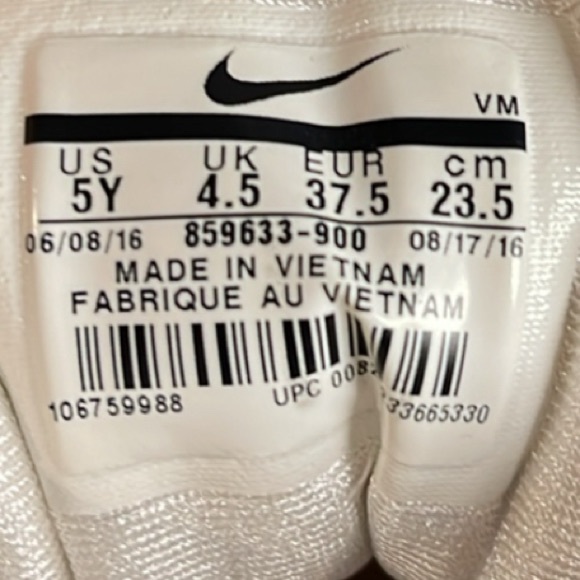 VM
US UK EUR cm
5Y 4.5 37.5 23.5
06/08/16 859633-900 08/17/16
MADE IN VIETNAM
FABRIQUE AU VIETNAM
106759988 UPC